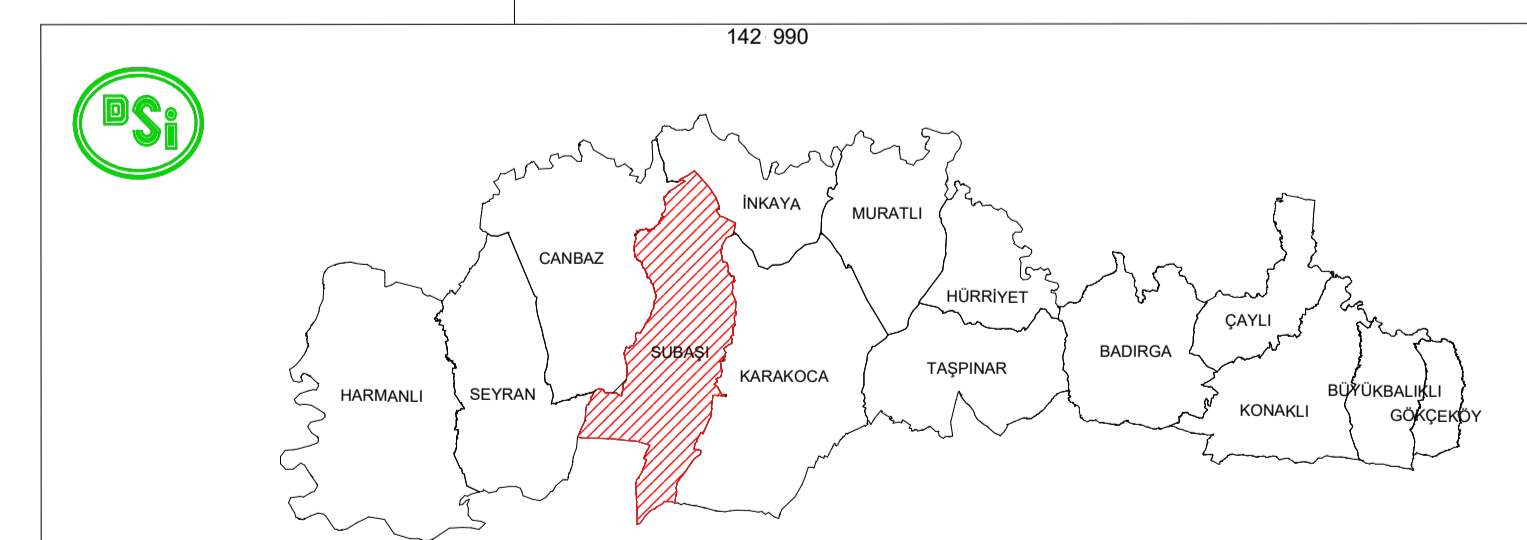 142 990
DSi
İNKAYA
MURATLI
CANBAZ
HÜRRİYET
ÇAYLI
SUBAŞI
BADIRGA
TAŞPINAR
KARAKOCA
HARMANLI
SEYRAN
BÜYÜKBALIKLI
KONAKLI
GÖKÇEKÖY